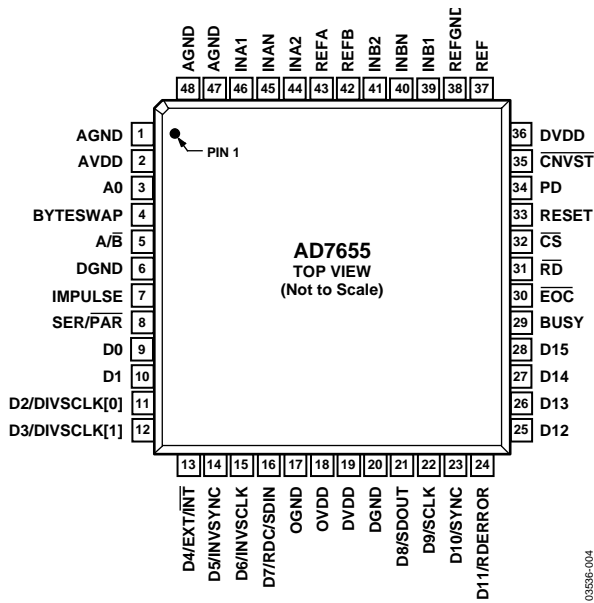 AGND
AGND
INA1
INAN
INA2
REFA
REFB
INB2
INBN
INB1
REFGND
REF
48 47 46 45 44 43 42 41 40 39 38 37
AGND 1
AVDD 2
A0 3
BYTESWAP 4
A/B̅ 5
DGND 6
IMPULSE 7
SER/P̅A̅R̅ 8
D0 9
D1 10
D2/DIVSCLK[0] 11
D3/DIVSCLK[1] 12
PIN 1
AD7655
TOP VIEW
(Not to Scale)
36 DVDD
35 C̅N̅V̅S̅T̅
34 PD
33 RESET
32 C̅S̅
31 R̅D̅
30 E̅O̅C̅
29 BUSY
28 D15
27 D14
26 D13
25 D12
13 14 15 16 17 18 19 20 21 22 23 24
D4/EXT/I̅N̅T̅
D5/INVSYNC
D6/INVSCLK
D7/RDC/SDIN
OGND
OVDD
DVDD
DGND
D8/SDOUT
D9/SCLK
D10/SYNC
D11/RDERROR
03536-004